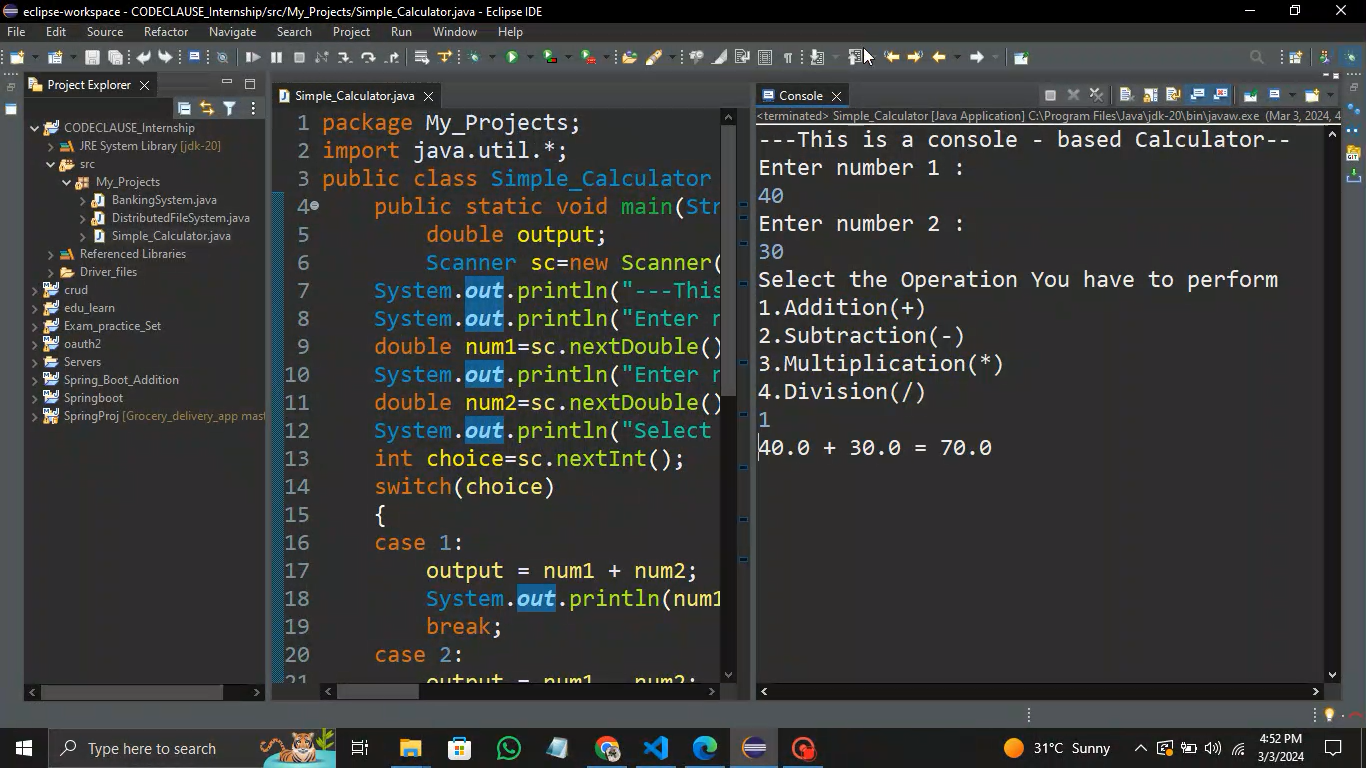 eclipse-workspace - CODECLAUSE_Internship/src/My_Projects/Simple_Calculator.java - Eclipse IDE
File Edit Source Refactor Navigate Search Project Run Window Help
Project Explorer
CODECLAUSE_Internship
JRE System Library [jdk-20]
src
My_Projects
BankingSystem.java
DistributedFileSystem.java
Simple_Calculator.java
Referenced Libraries
Driver_files
crud
edu_learn
Exam_practice_Set
oauth2
Servers
Spring_Boot_Addition
Springboot
SpringProj [Grocery_delivery_app mast
Simple_Calculator.java
1 package My_Projects;
2 import java.util.*;
3 public class Simple_Calculator
4 public static void main(Str
5 double output;
6 Scanner sc=new Scanner(
7 System.out.println("---This
8 System.out.println("Enter n
9 double num1=sc.nextDouble()
10 System.out.println("Enter n
11 double num2=sc.nextDouble()
12 System.out.println("Select
13 int choice=sc.nextInt();
14 switch(choice)
15 {
16 case 1:
17 output = num1 + num2;
18 System.out.println(num1
19 break;
20 case 2:
21 output = num1 - num2;
Console
<terminated> Simple_Calculator [Java Application] C:\Program Files\Java\jdk-20\bin\javaw.exe (Mar 3, 2024, 4
---This is a console - based Calculator--
Enter number 1 :
40
Enter number 2 :
30
Select the Operation You have to perform
1.Addition(+)
2.Subtraction(-)
3.Multiplication(*)
4.Division(/)
1
40.0 + 30.0 = 70.0
Type here to search
31°C Sunny
4:52 PM
3/3/2024